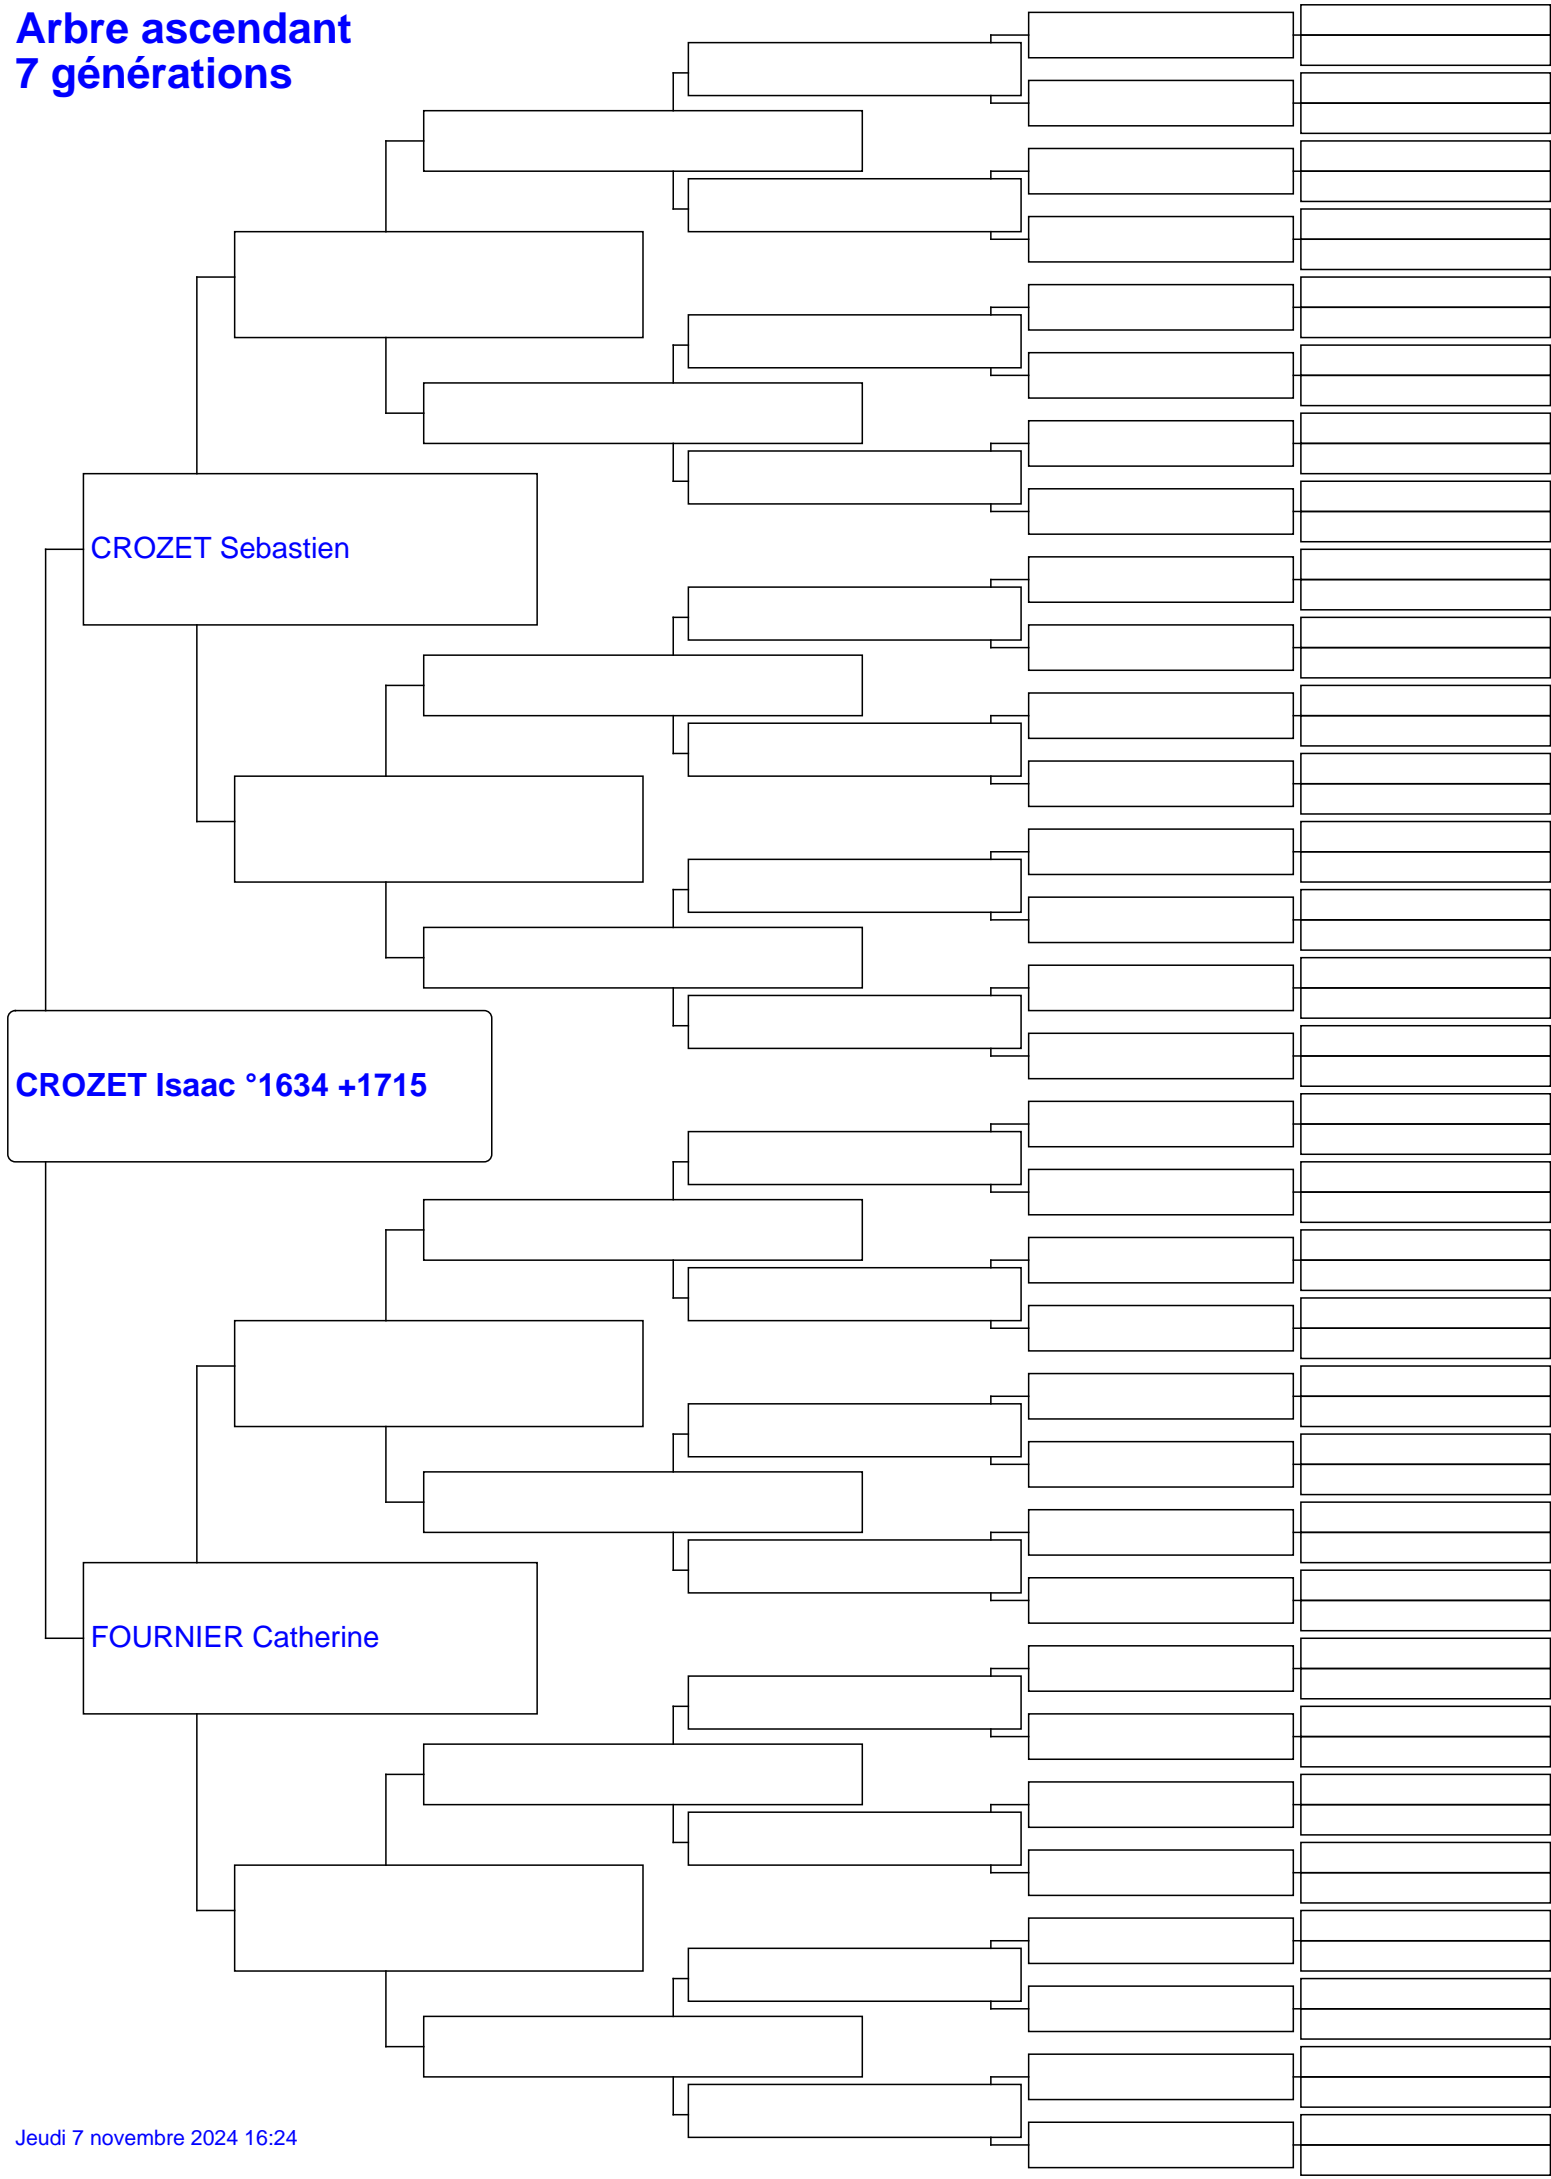 Arbre ascendant
7 générations
CROZET Sebastien
CROZET Isaac °1634 +1715
FOURNIER Catherine
Jeudi 7 novembre 2024 16:24